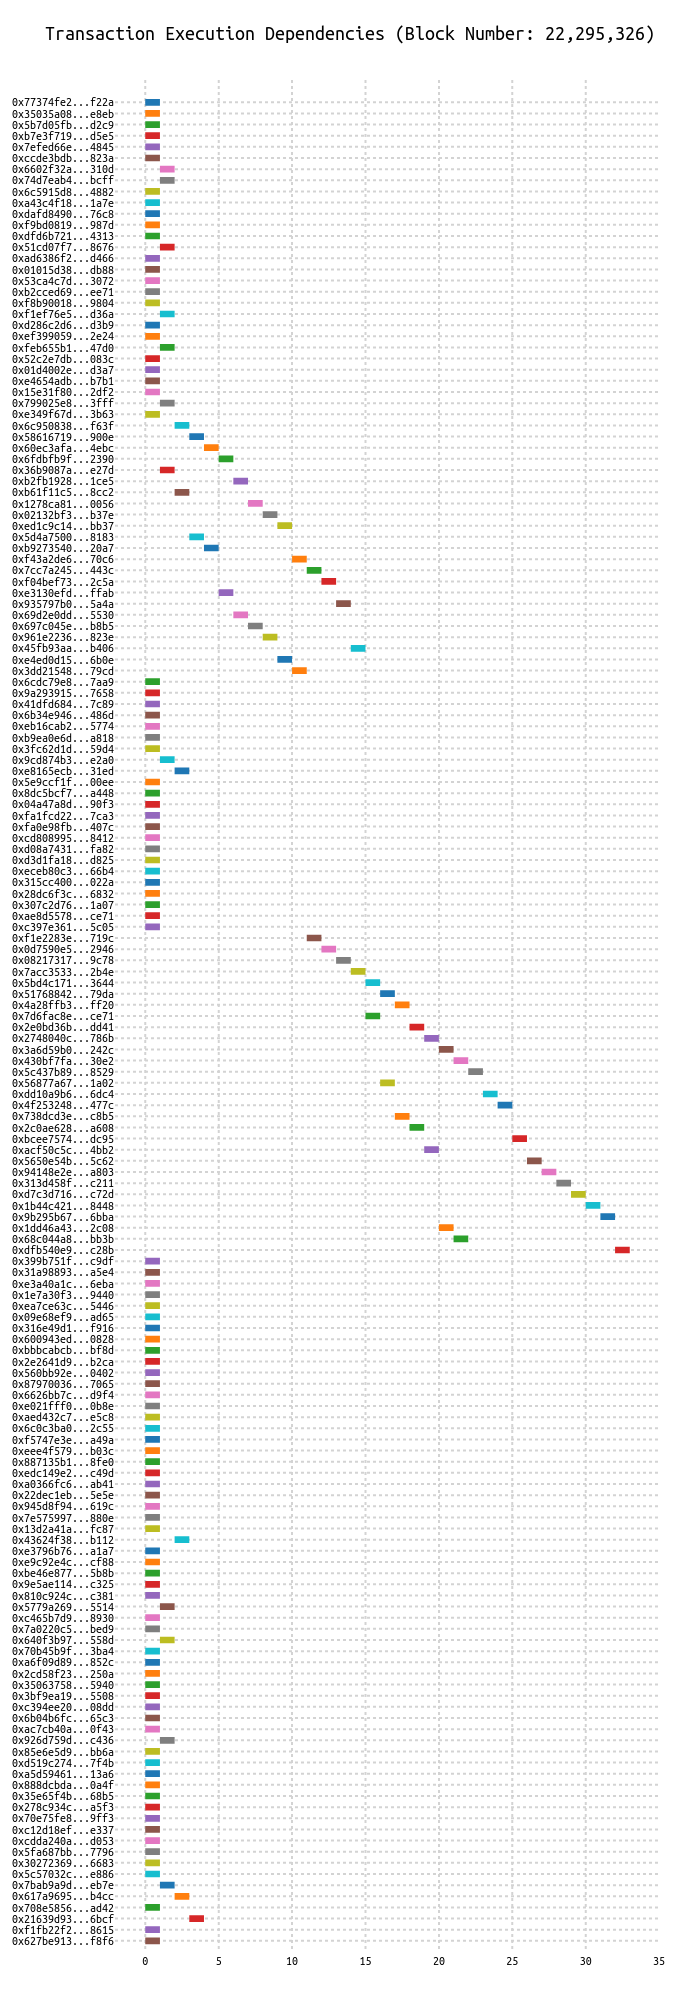 Transaction Execution Dependencies (Block Number: 22,295,326)
0x77374fe2...f22a
0x35035a08...e8eb
0x5b7d05fb...d2c9
0xb7e3f719...d5e5
0x7efed66e...4845
0xccde3bdb...823a
0x6602f32a...310d
0x74d7eab4...bcff
0x6c5915d8...4882
0xa43c4f18...1a7e
0xdafd8490...76c8
0xf9bd0819...987d
0xdfd6b721...4313
0x51cd07f7...8676
0xad6386f2...d466
0x01015d38...db88
0x53ca4c7d...3072
0xb2cced69...ee71
0xf8b90018...9804
0xf1ef76e5...d36a
0xd286c2d6...d3b9
0xef399059...2e24
0xfeb655b1...47d0
0x52c2e7db...083c
0x01d4002e...d3a7
0xe4654adb...b7b1
0x15e31f80...2df2
0x799025e8...3fff
0xe349f67d...3b63
0x6c950838...f63f
0x58616719...900e
0x60ec3afa...4ebc
0x6fdbfb9f...2390
0x36b9087a...e27d
0xb2fb1928...1ce5
0xb61f11c5...8cc2
0x1278ca81...0056
0x02132bf3...b37e
0xed1c9c14...bb37
0x5d4a7500...8183
0xb9273540...20a7
0xf43a2de6...70c6
0x7cc7a245...443c
0xf04bef73...2c5a
0xe3130efd...ffab
0x935797b0...5a4a
0x69d2e0dd...5530
0x697c045e...b8b5
0x961e2236...823e
0x45fb93aa...b406
0xe4ed0d15...6b0e
0x3dd21548...79cd
0x6cdc79e8...7aa9
0x9a293915...7658
0x41dfd684...7c89
0x6b34e946...486d
0xeb16cab2...5774
0xb9ea0e6d...a818
0x3fc62d1d...59d4
0x9cd874b3...e2a0
0xe8165ecb...31ed
0x5e9ccf1f...00ee
0x8dc5bcf7...a448
0x04a47a8d...90f3
0xfa1fcd22...7ca3
0xfa0e98fb...407c
0xcd808995...8412
0xd08a7431...fa82
0xd3d1fa18...d825
0xeceb80c3...66b4
0x315cc400...022a
0x28dc6f3c...6832
0x307c2d76...1a07
0xae8d5578...ce71
0xc397e361...5c05
0xf1e2283e...719c
0x0d7590e5...2946
0x08217317...9c78
0x7acc3533...2b4e
0x5bd4c171...3644
0x51768842...79da
0x4a28ffb3...ff20
0x7d6fac8e...ce71
0x2e0bd36b...dd41
0x2748040c...786b
0x3a6d59b0...242c
0x430bf7fa...30e2
0x5c437b89...8529
0x56877a67...1a02
0xdd10a9b6...6dc4
0x4f253248...477c
0x738dcd3e...c8b5
0x2c0ae628...a608
0xbcee7574...dc95
0xacf50c5c...4bb2
0x5650e54b...5c62
0x94148e2e...a803
0x313d458f...c211
0xd7c3d716...c72d
0x1b44c421...8448
0x9b295b67...6bba
0x1dd46a43...2c08
0x68c044a8...bb3b
0xdfb540e9...c28b
0x399b751f...c9df
0x31a98893...a5e4
0xe3a40a1c...6eba
0x1e7a30f3...9440
0xea7ce63c...5446
0x09e68ef9...ad65
0x316e49d1...f916
0x600943ed...0828
0xbbbcabcb...bf8d
0x2e2641d9...b2ca
0x560bb92e...0402
0x87970036...7065
0x6626bb7c...d9f4
0xe021fff0...0b8e
0xaed432c7...e5c8
0x6c0c3ba0...2c55
0xf5747e3e...a49a
0xeee4f579...b03c
0x887135b1...8fe0
0xedc149e2...c49d
0xa0366fc6...ab41
0x22dec1eb...5e5e
0x945d8f94...619c
0x7e575997...880e
0x13d2a41a...fc87
0x43624f38...b112
0xe3796b76...a1a7
0xe9c92e4c...cf88
0xbe46e877...5b8b
0x9e5ae114...c325
0x810c924c...c381
0x5779a269...5514
0xc465b7d9...8930
0x7a0220c5...bed9
0x640f3b97...558d
0x70b45b9f...3ba4
0xa6f09d89...852c
0x2cd58f23...250a
0x35063758...5940
0x3bf9ea19...5508
0xc394ee20...08dd
0x6b04b6fc...65c3
0xac7cb40a...0f43
0x926d759d...c436
0x85e6e5d9...bb6a
0xd519c274...7f4b
0xa5d59461...13a6
0x888dcbda...0a4f
0x35e65f4b...68b5
0x278c934c...a5f3
0x70e75fe8...9ff3
0xc12d18ef...e337
0xcdda240a...d053
0x5fa687bb...7796
0x30272369...6683
0x5c57032c...e886
0x7bab9a9d...eb7e
0x617a9695...b4cc
0x708e5856...ad42
0x21639d93...6bcf
0xf1fb22f2...8615
0x627be913...f8f6
0 5 10 15 20 25 30 35